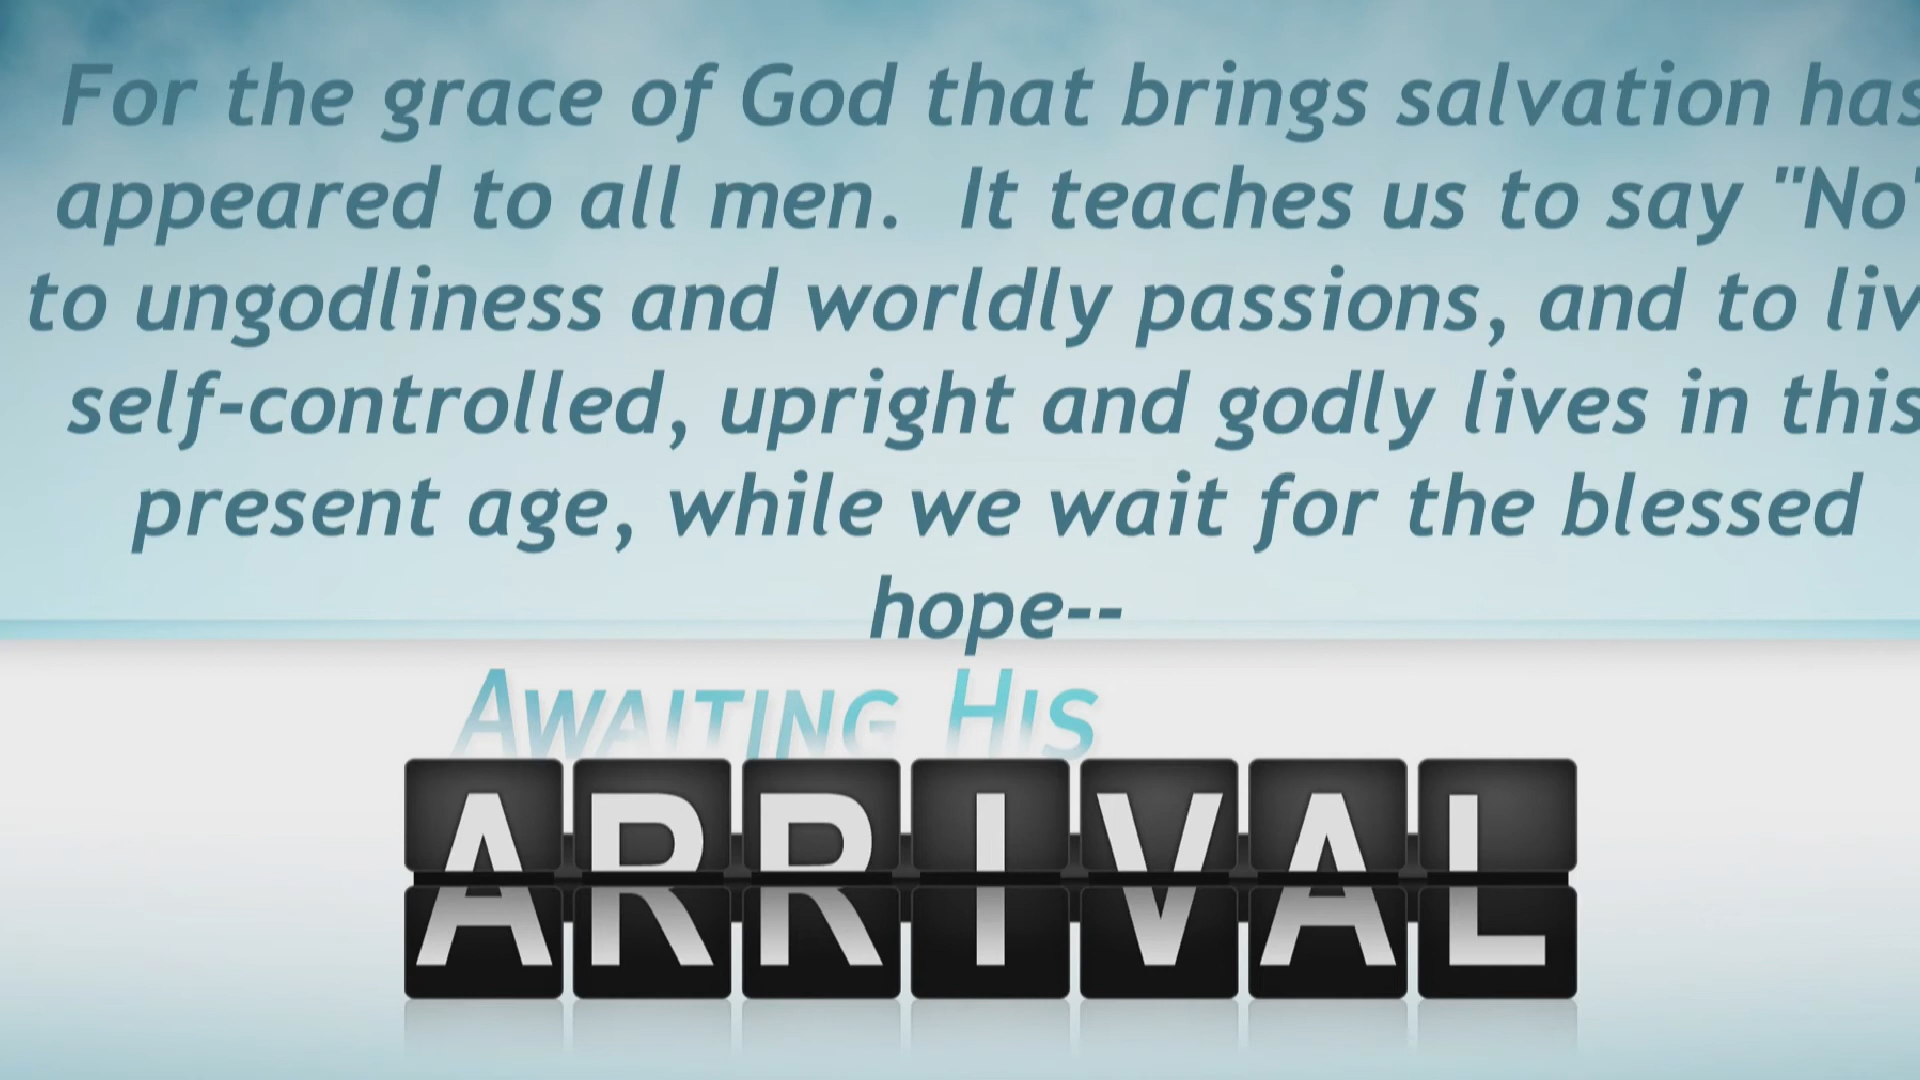 For the grace of God that brings salvation has
appeared to all men. It teaches us to say "No"
to ungodliness and worldly passions, and to liv
self-controlled, upright and godly lives in this
present age, while we wait for the blessed
hope--
AWAITING HIS
ARRIVAL